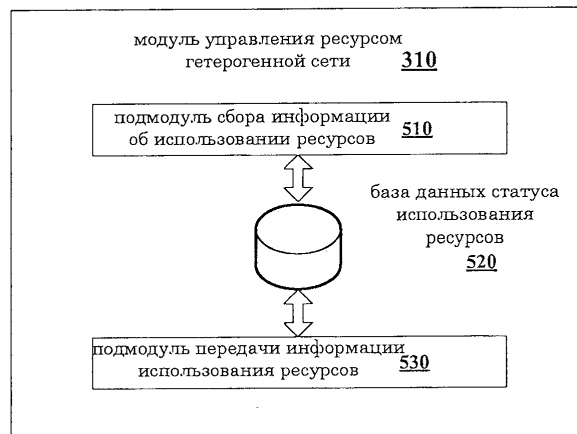 модуль управления ресурсом
гетерогенной сети 310
подмодуль сбора информации
об использовании ресурсов 510
база данных статуса
использования
ресурсов
520
подмодуль передачи информации
использования ресурсов 530